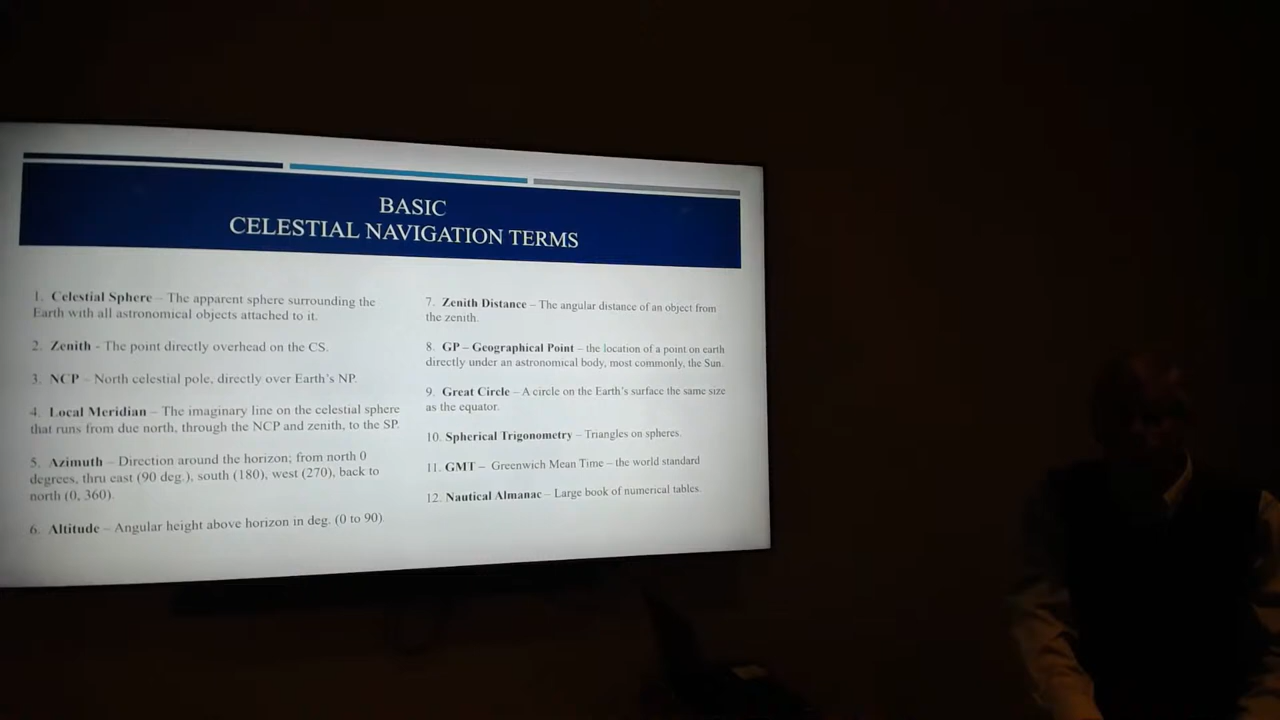 BASIC
CELESTIAL NAVIGATION TERMS
1. Celestial Sphere – The apparent sphere surrounding the
Earth with all astronomical objects attached to it.
2. Zenith - The point directly overhead on the CS.
3. NCP – North celestial pole, directly over Earth's NP.
4. Local Meridian – The imaginary line on the celestial sphere
that runs from due north, through the NCP and zenith, to the SP.
5. Azimuth – Direction around the horizon; from north 0
degrees, thru east (90 deg.), south (180), west (270), back to
north (0, 360).
6. Altitude – Angular height above horizon in deg. (0 to 90)
7. Zenith Distance – The angular distance of an object from
the zenith.
8. GP – Geographical Point – the location of a point on earth
directly under an astronomical body, most commonly, the Sun.
9. Great Circle – A circle on the Earth's surface the same size
as the equator.
10. Spherical Trigonometry – Triangles on spheres.
11. GMT – Greenwich Mean Time – the world standard
12. Nautical Almanac – Large book of numerical tables.